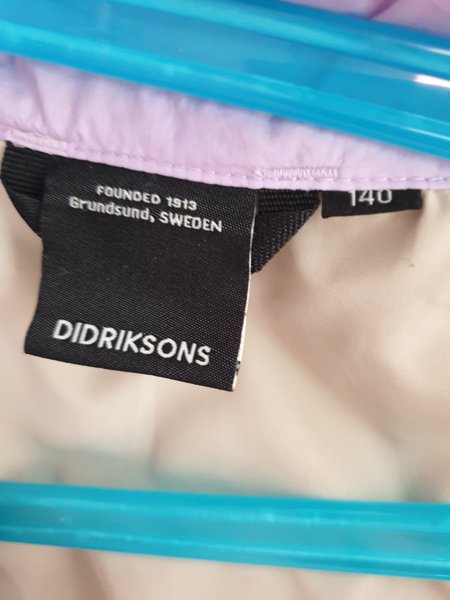 FOUNDED 1913
Grundsund, SWEDEN
DIDRIKSONS
140